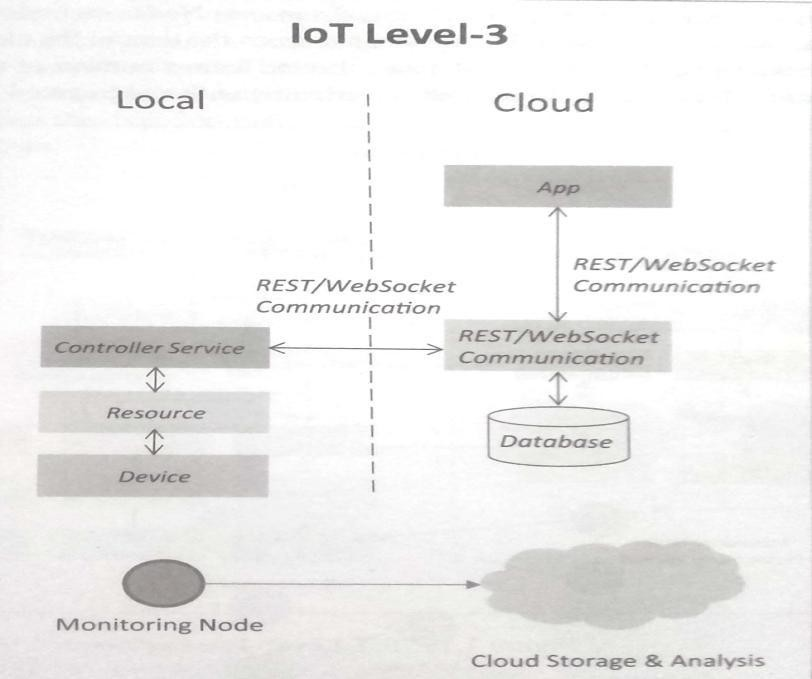 IoT Level-3
Local
Cloud
App
REST/WebSocket
Communication
REST/WebSocket
Communication
Controller Service
REST/WebSocket
Communication
Resource
Database
Device
Monitoring Node
Cloud Storage & Analysis